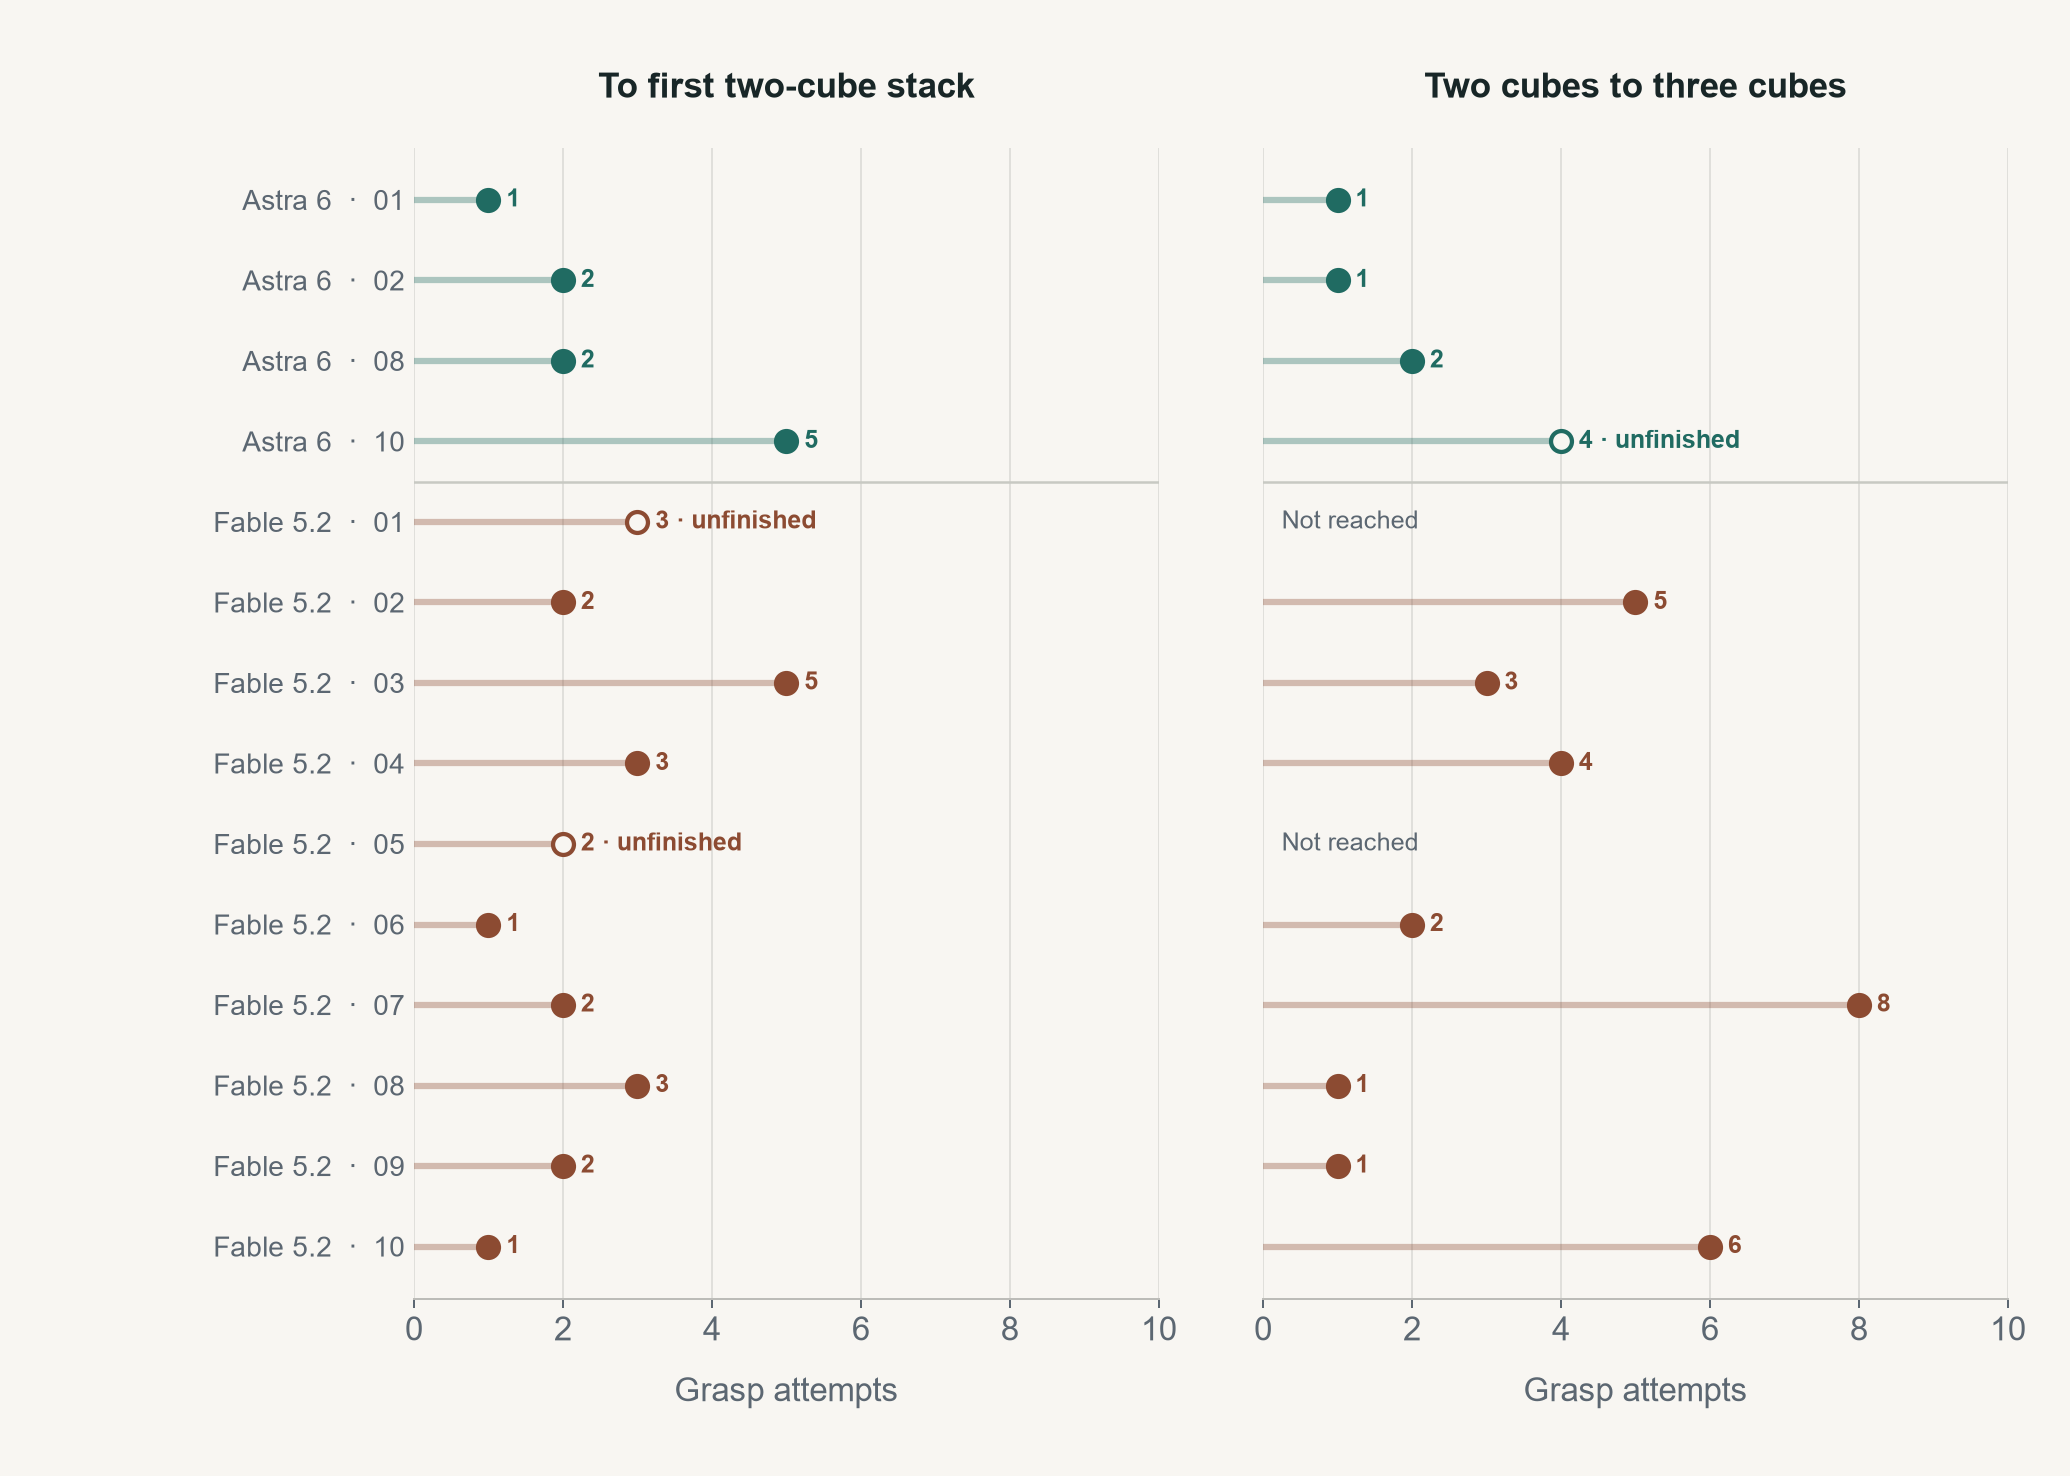 To first two-cube stack
Two cubes to three cubes
Astra 6 · 01 1 1
Astra 6 · 02 2 1
Astra 6 · 08 2 2
Astra 6 · 10 5 4 · unfinished
Fable 5.2 · 01 3 · unfinished Not reached
Fable 5.2 · 02 2 5
Fable 5.2 · 03 5 3
Fable 5.2 · 04 3 4
Fable 5.2 · 05 2 · unfinished Not reached
Fable 5.2 · 06 1 2
Fable 5.2 · 07 2 8
Fable 5.2 · 08 3 1
Fable 5.2 · 09 2 1
Fable 5.2 · 10 1 6
0 2 4 6 8 10
0 2 4 6 8 10
Grasp attempts
Grasp attempts